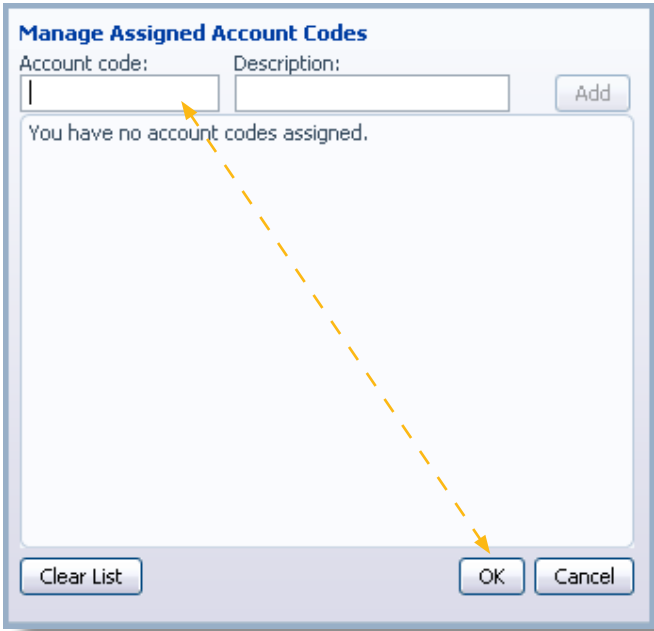 Manage Assigned Account Codes
Account code: Description:
Add
You have no account codes assigned.
Clear List OK Cancel